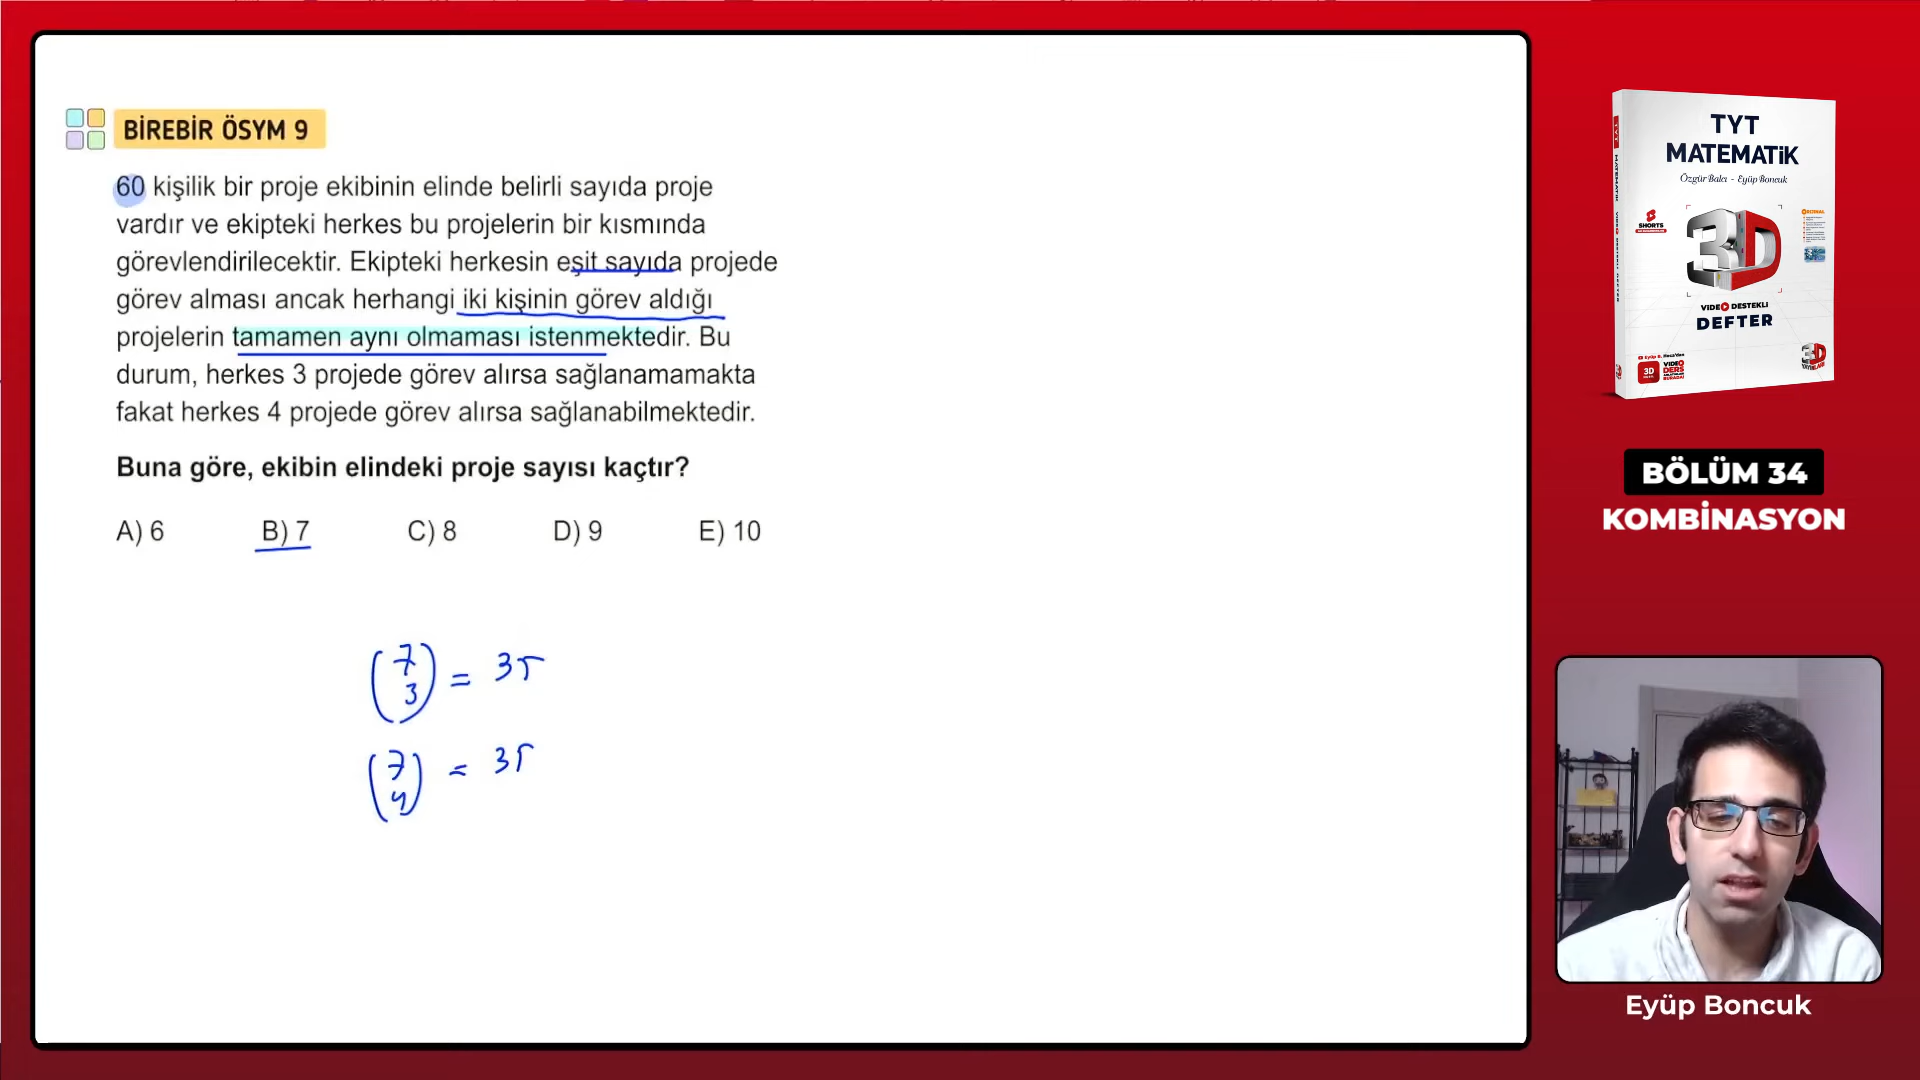 BİREBİR ÖSYM 9
60 kişilik bir proje ekibinin elinde belirli sayıda proje
vardır ve ekipteki herkes bu projelerin bir kısmında
görevlendirilecektir. Ekipteki herkesin eşit sayıda projede
görev alması ancak herhangi iki kişinin görev aldığı
projelerin tamamen aynı olmaması istenmektedir. Bu
durum, herkes 3 projede görev alırsa sağlanamamakta
fakat herkes 4 projede görev alırsa sağlanabilmektedir.
Buna göre, ekibin elindeki proje sayısı kaçtır?
A) 6 B) 7 C) 8 D) 9 E) 10
(7 3) = 35
(7 4) = 35
TYT
MATEMATİK
Özgür Balcı - Eyüp Boncuk
SHORTS
3D
VIDEO DESTEKLİ
DEFTER
BÖLÜM 34
KOMBİNASYON
Eyüp Boncuk